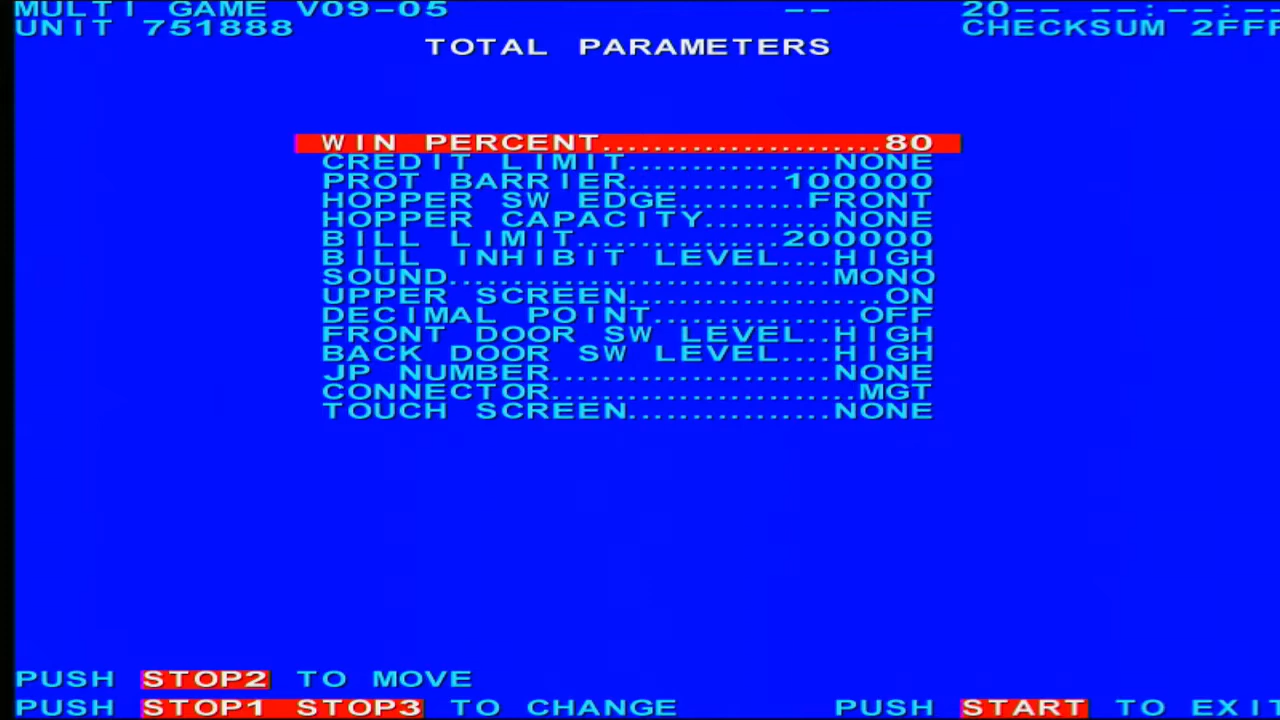 MULTI GAME V09-05 -- 20-- --:--:--
UNIT 751888 CHECKSUM 2FFF
TOTAL PARAMETERS
WIN PERCENT......................80
CREDIT LIMIT................NONE
PROT BARRIER............100000
HOPPER SW EDGE..........FRONT
HOPPER CAPACITY..........NONE
BILL LIMIT................200000
BILL INHIBIT LEVEL....HIGH
SOUND..............................MONO
UPPER SCREEN....................ON
DECIMAL POINT................OFF
FRONT DOOR SW LEVEL..HIGH
BACK DOOR SW LEVEL....HIGH
JP NUMBER......................NONE
CONNECTOR........................MGT
TOUCH SCREEN................NONE
PUSH STOP2 TO MOVE
PUSH STOP1 STOP3 TO CHANGE PUSH START TO EXIT